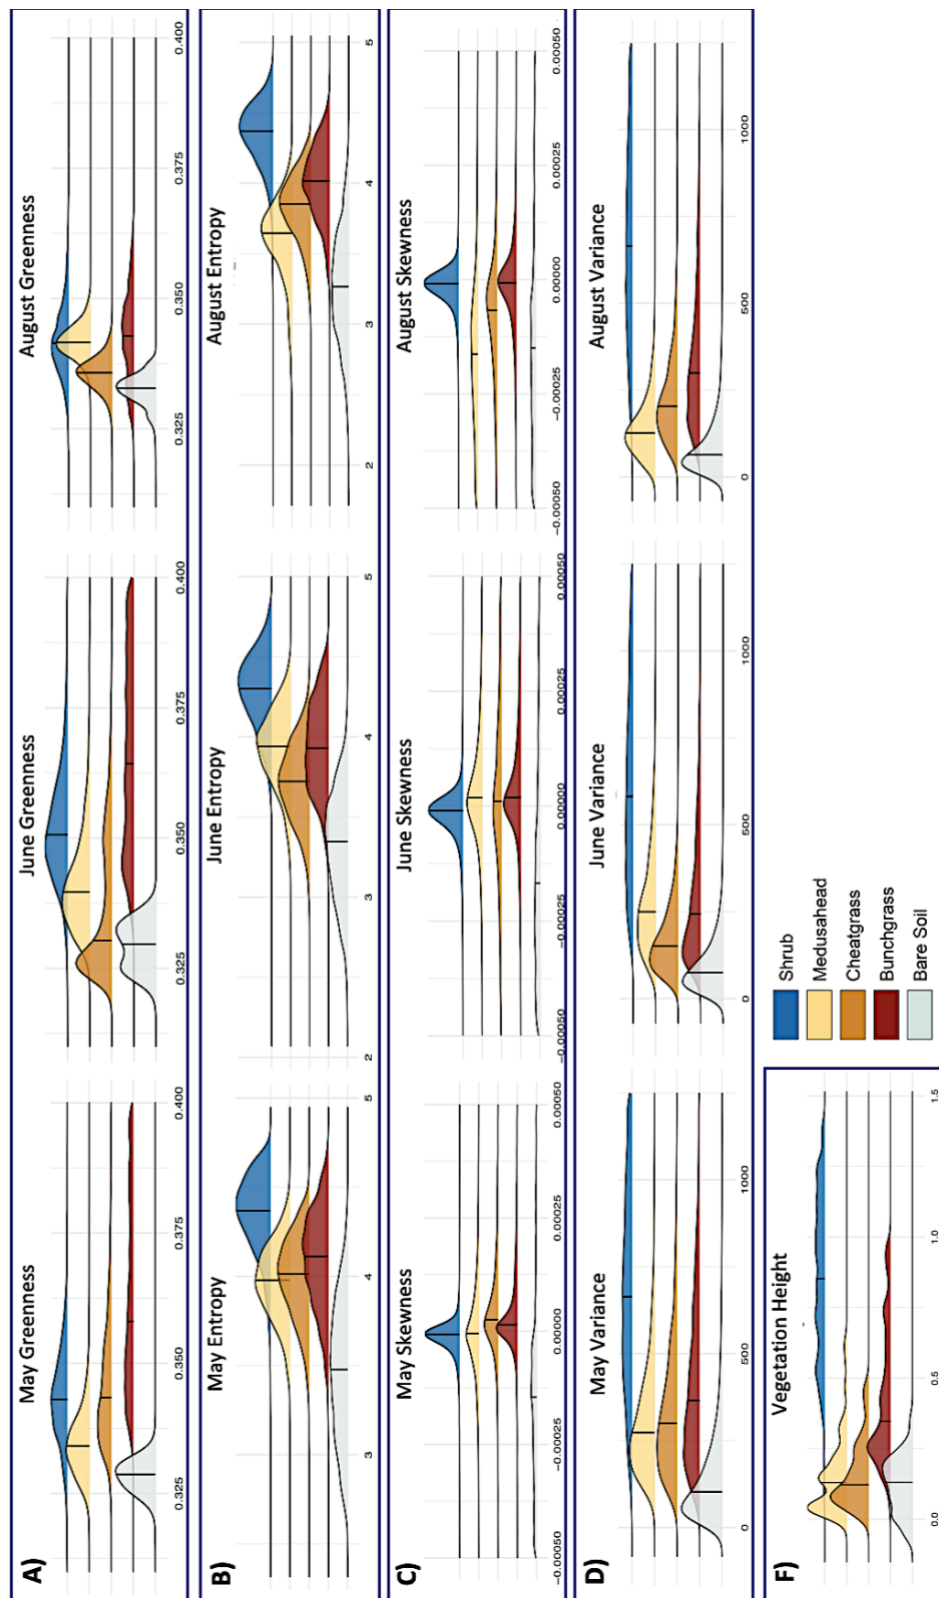 A)
May Greenness
0.325
0.350
0.375
0.400
June Greenness
0.325
0.350
0.375
0.400
August Greenness
0.325
0.350
0.375
0.400
B)
May Entropy
3
4
5
June Entropy
2
3
4
5
August Entropy
2
3
4
5
C)
May Skewness
-0.00050
-0.00025
0.00000
0.00025
0.00050
June Skewness
-0.00050
-0.00025
0.00000
0.00025
0.00050
August Skewness
-0.00050
-0.00025
0.00000
0.00025
0.00050
D)
May Variance
0
500
1000
June Variance
0
500
1000
August Variance
0
500
1000
F)
Vegetation Height
0.0
0.5
1.0
1.5
Shrub
Medusahead
Cheatgrass
Bunchgrass
Bare Soil